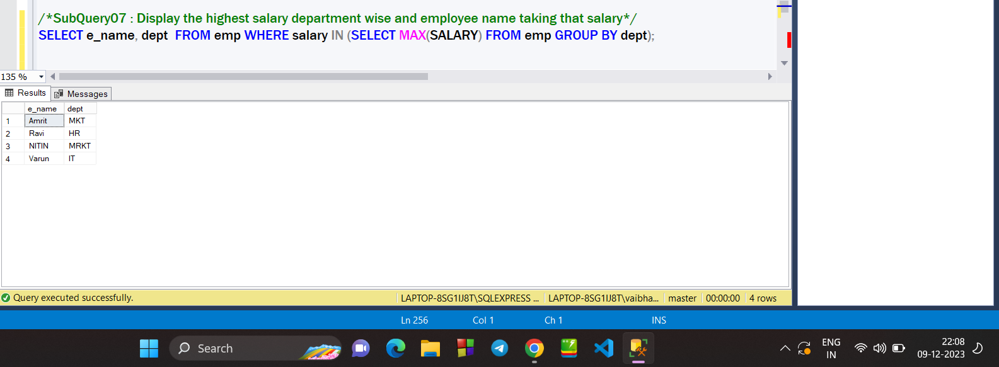 /*SubQuery07 : Display the highest salary department wise and employee name taking that salary*/
SELECT e_name, dept  FROM emp WHERE salary IN (SELECT MAX(SALARY) FROM emp GROUP BY dept);
135 %
Results Messages
e_name dept
1 Amrit MKT
2 Ravi HR
3 NITIN MRKT
4 Varun IT
Query executed successfully. LAPTOP-8SG1IJ8T\SQLEXPRESS ... LAPTOP-8SG1IJ8T\vaibha... master 00:00:00 4 rows
Ln 256 Col 1 Ch 1 INS
Search
ENG
IN
22:08
09-12-2023